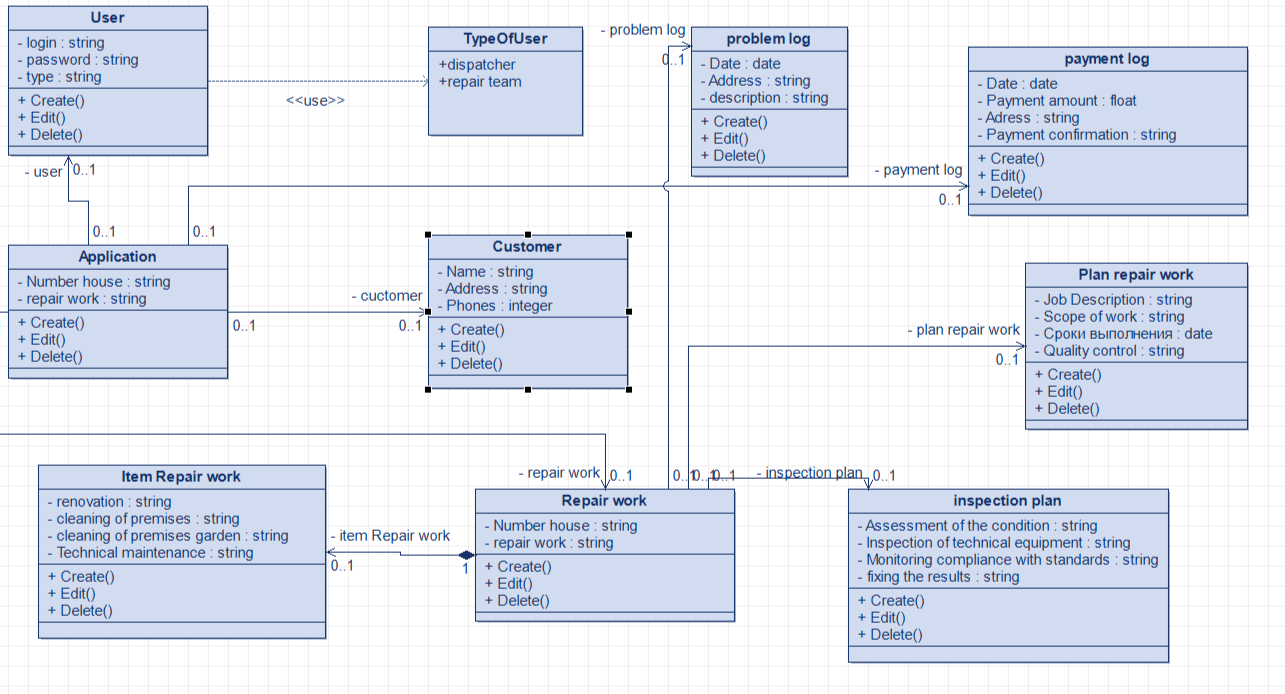 User
- login : string
- password : string
- type : string
+ Create()
+ Edit()
+ Delete()
<<use>>
TypeOfUser
+dispatcher
+repair team
- problem log
0..1
problem log
- Date : date
- Address : string
- description : string
+ Create()
+ Edit()
+ Delete()
payment log
- Date : date
- Payment amount : float
- Adress : string
- Payment confirmation : string
+ Create()
+ Edit()
+ Delete()
- user
0..1
0..1
0..1
- payment log
0..1
Application
- Number house : string
- repair work : string
+ Create()
+ Edit()
+ Delete()
0..1
- cuctomer
0..1
Customer
- Name : string
- Address : string
- Phones : integer
+ Create()
+ Edit()
+ Delete()
- plan repair work
0..1
Plan repair work
- Job Description : string
- Scope of work : string
- Сроки выполнения : date
- Quality control : string
+ Create()
+ Edit()
+ Delete()
Item Repair work
- renovation : string
- cleaning of premises : string
- cleaning of premises garden : string
- Technical maintenance : string
+ Create()
+ Edit()
+ Delete()
- item Repair work
0..1
1
- repair work
0..1
0..1
0..1
0..1
- inspection plan
0..1
Repair work
- Number house : string
- repair work : string
+ Create()
+ Edit()
+ Delete()
inspection plan
- Assessment of the condition : string
- Inspection of technical equipment : string
- Monitoring compliance with standards : string
- fixing the results : string
+ Create()
+ Edit()
+ Delete()